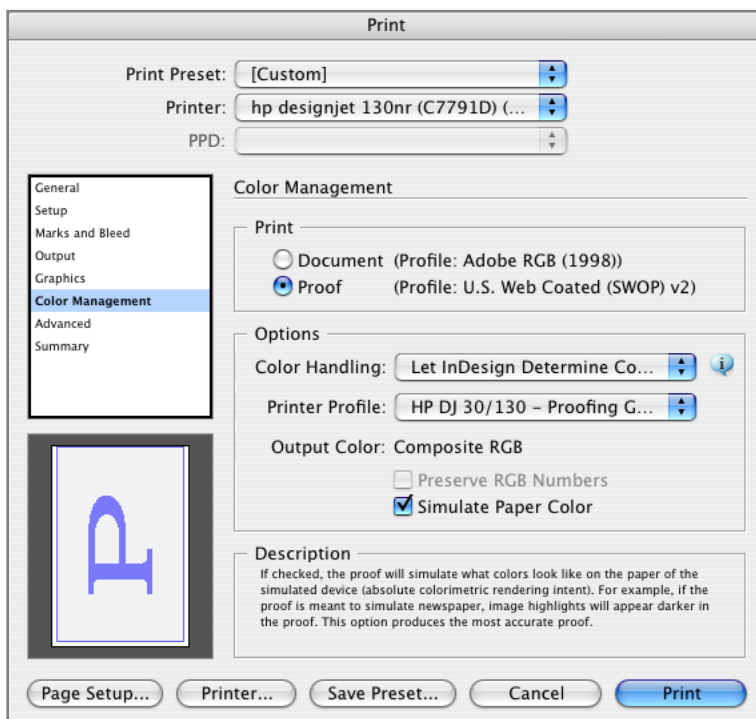 Print
Print Preset: [Custom]
Printer: hp designjet 130nr (C7791D) (...
PPD:
General
Setup
Marks and Bleed
Output
Graphics
Color Management
Advanced
Summary
Color Management
Print
Document (Profile: Adobe RGB (1998))
Proof (Profile: U.S. Web Coated (SWOP) v2)
Options
Color Handling: Let InDesign Determine Co...
Printer Profile: HP DJ 30/130 – Proofing G...
Output Color: Composite RGB
Preserve RGB Numbers
Simulate Paper Color
P
Description
If checked, the proof will simulate what colors look like on the paper of the
simulated device (absolute colorimetric rendering intent). For example, if the
proof is meant to simulate newspaper, image highlights will appear darker in
the proof. This option produces the most accurate proof.
Page Setup... Printer... Save Preset... Cancel Print